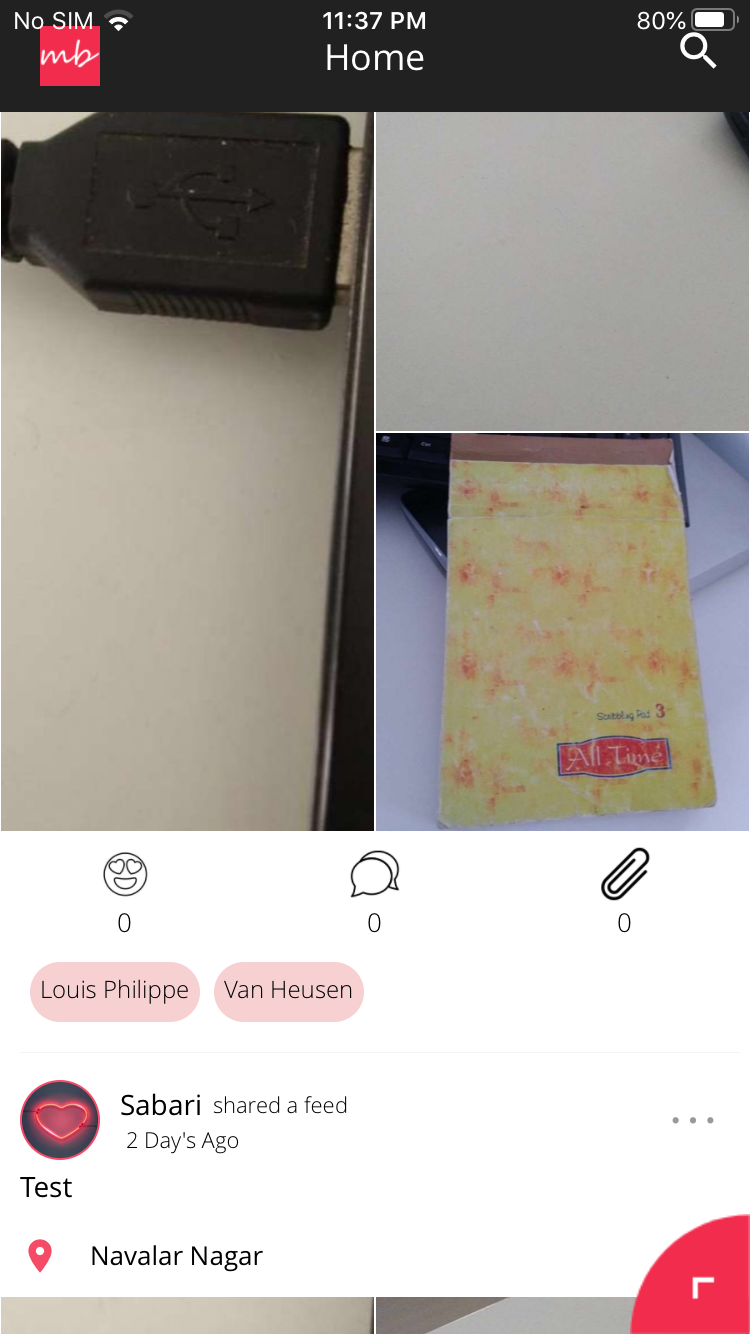 No SIM 11:37 PM 80%
mb Home
Scribbling Pad 3
All Time
0 0 0
Louis Philippe Van Heusen
Sabari shared a feed
2 Day's Ago
Test
Navalar Nagar